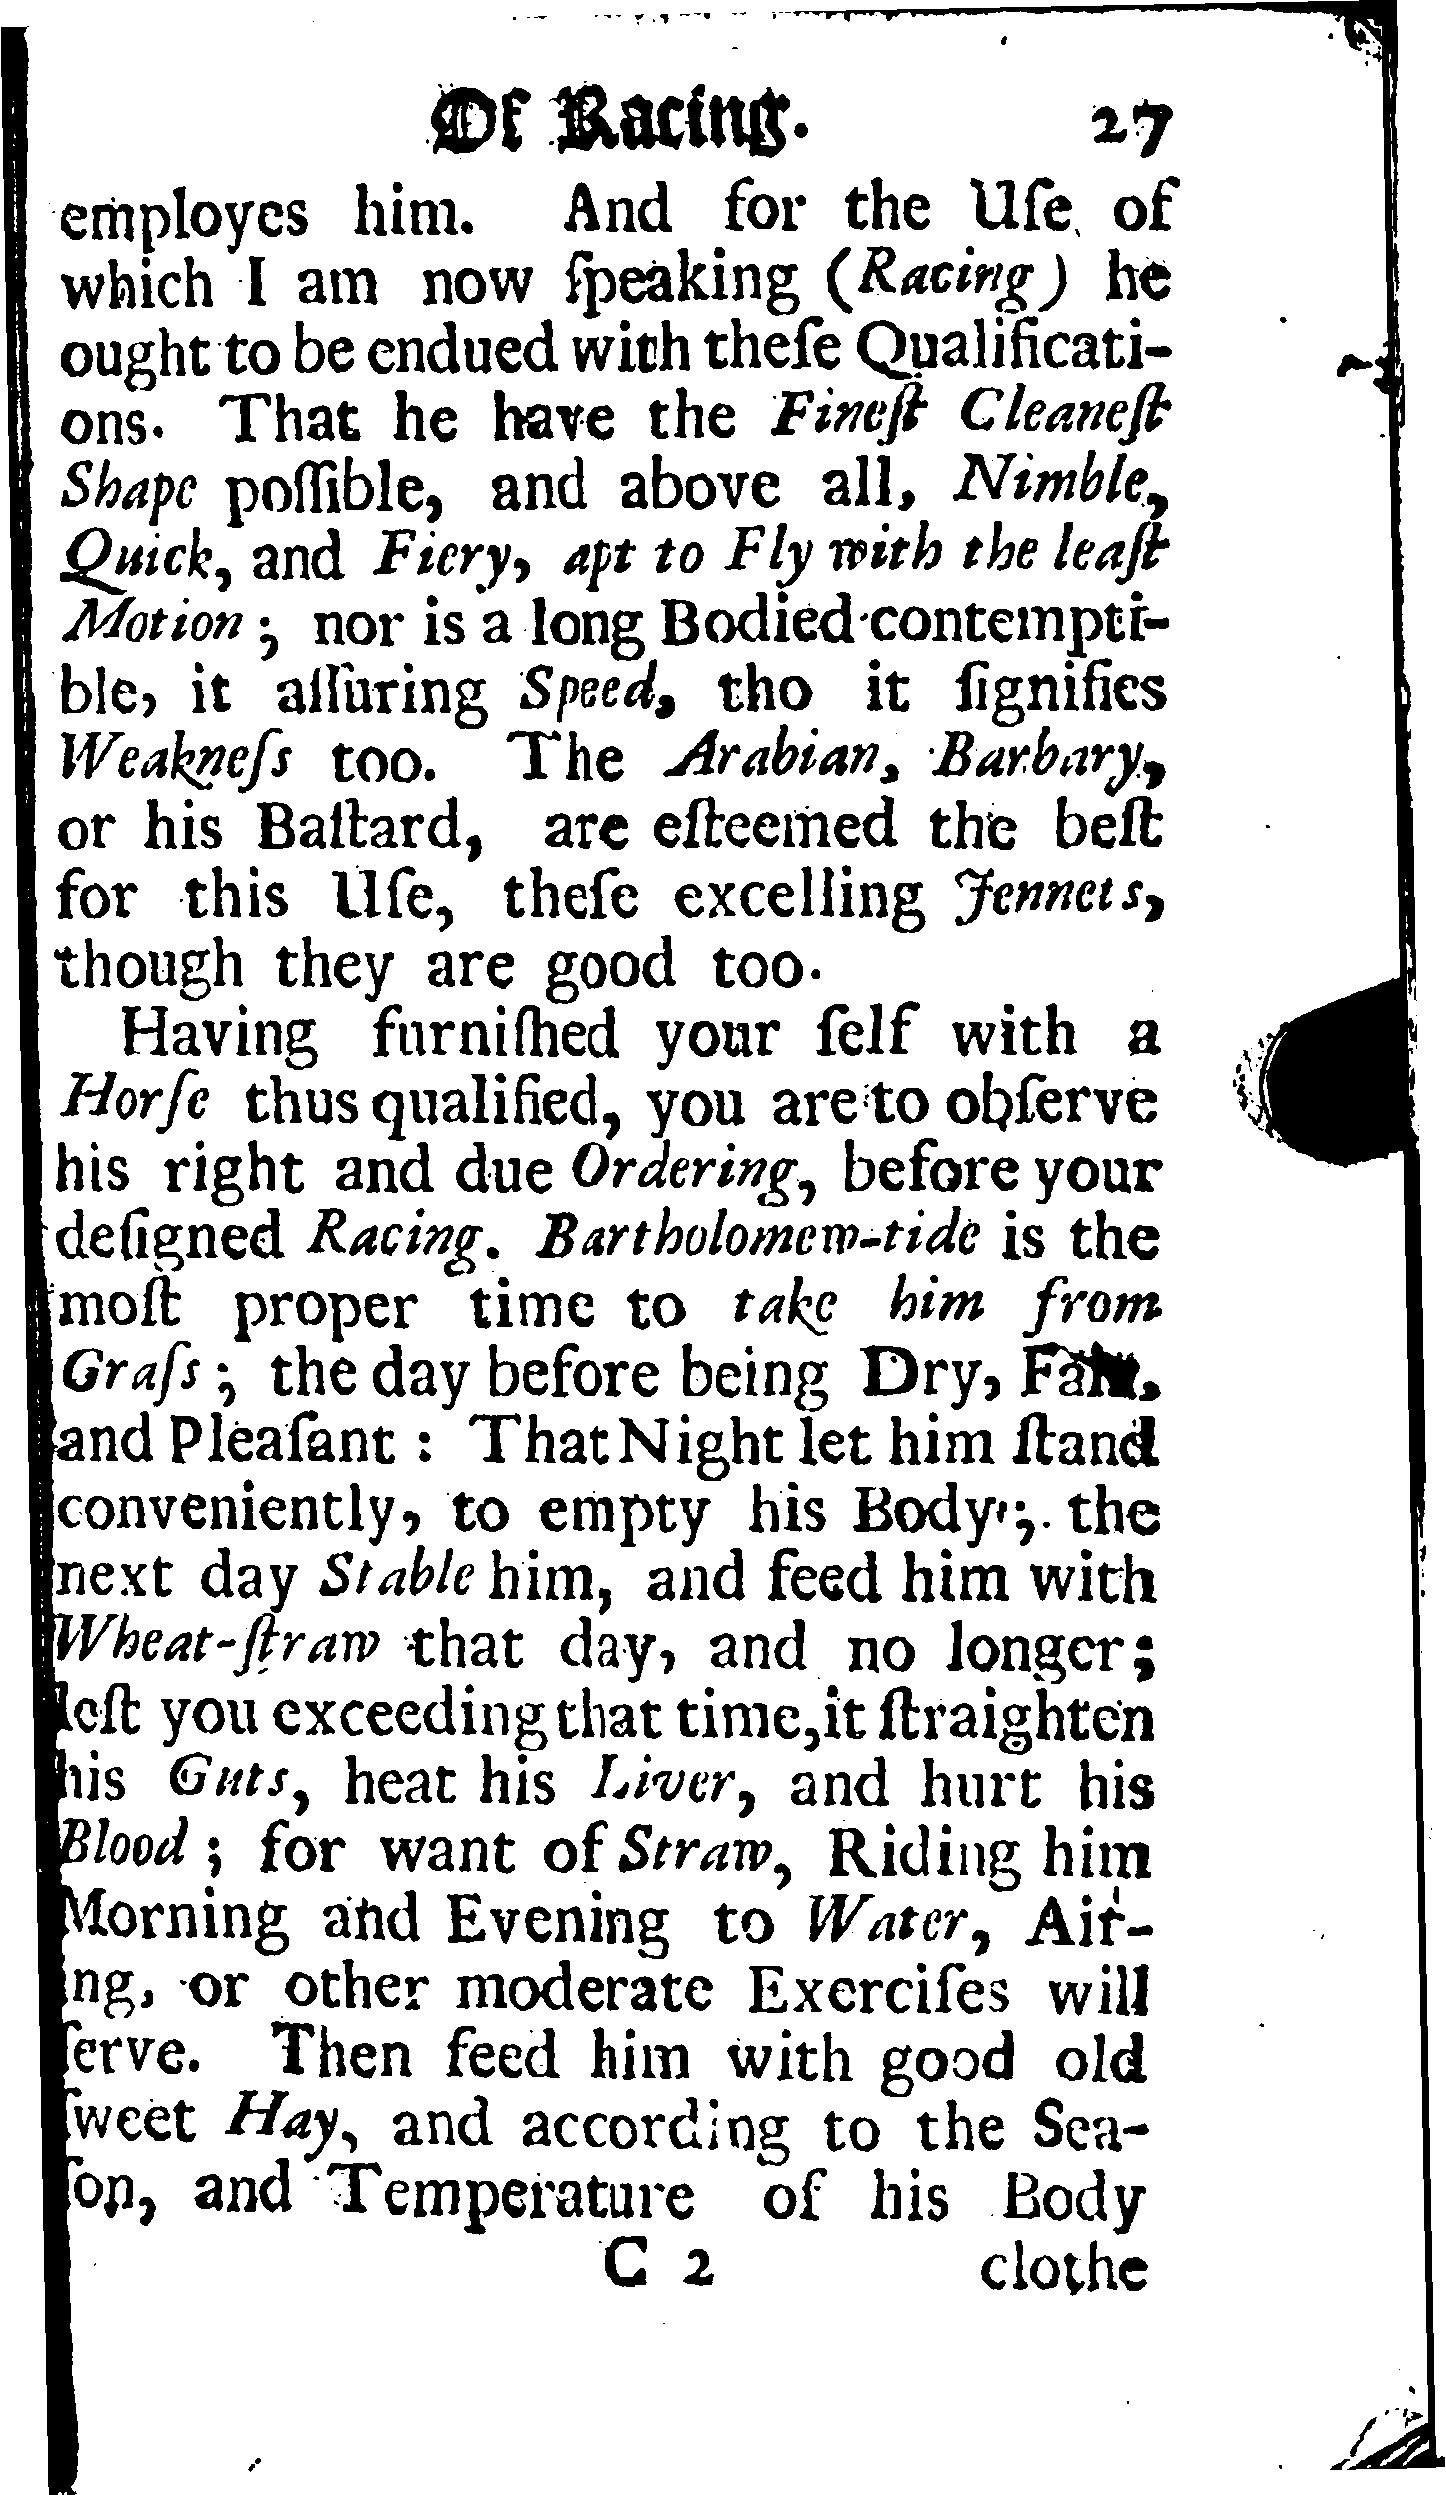 Of Racing. 27
employes him. And for the Uſe of
which I am now ſpeaking (Racing) he
ought to be endued with theſe Qualificati-
ons. That he have the Fineſt Cleaneſt
Shape poſſible, and above all, Nimble,
Quick, and Fiery, apt to Fly with the leaſt
Motion; nor is a long Bodied contempti-
ble, it aſſuring Speed, tho it ſignifies
Weakneſs too. The Arabian, Barbary,
or his Baſtard, are eſteemed the beſt
for this Uſe, theſe excelling Jennets,
though they are good too.
Having furniſhed your ſelf with a
Horſe thus qualified, you are to obſerve
his right and due Ordering, before your
deſigned Racing. Bartholomew-tide is the
moſt proper time to take him from
Graſs; the day before being Dry, Fair,
and Pleaſant: That Night let him ſtand
conveniently, to empty his Body; the
next day Stable him, and feed him with
Wheat-ſtraw that day, and no longer;
leſt you exceeding that time, it ſtraighten
his Guts, heat his Liver, and hurt his
Blood; for want of Straw, Riding him
Morning and Evening to Water, Air-
ing, or other moderate Exerciſes will
ſerve. Then feed him with good old
ſweet Hay, and according to the Sea-
ſon, and Temperature of his Body
C 2 clothe